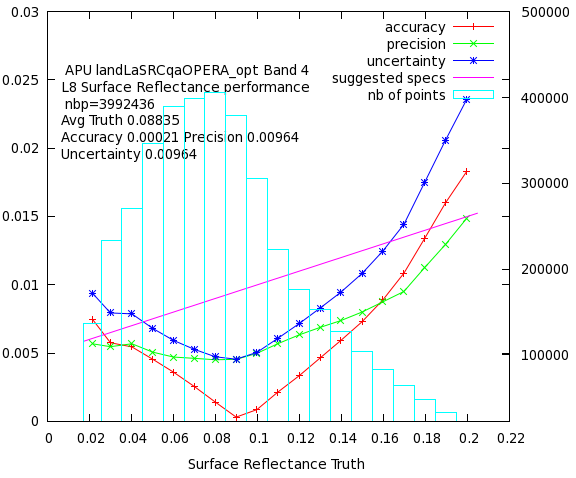 0.03
0.025
0.02
0.015
0.01
0.005
0
500000
400000
300000
200000
100000
accuracy
precision
uncertainty
suggested specs
nb of points
APU landLaSRCqaOPERA_opt Band 4
L8 Surface Reflectance performance
nbp=3992436
Avg Truth 0.08835
Accuracy 0.00021 Precision 0.00964
Uncertainty 0.00964
0 0.02 0.04 0.06 0.08 0.1 0.12 0.14 0.16 0.18 0.2 0.22
Surface Reflectance Truth